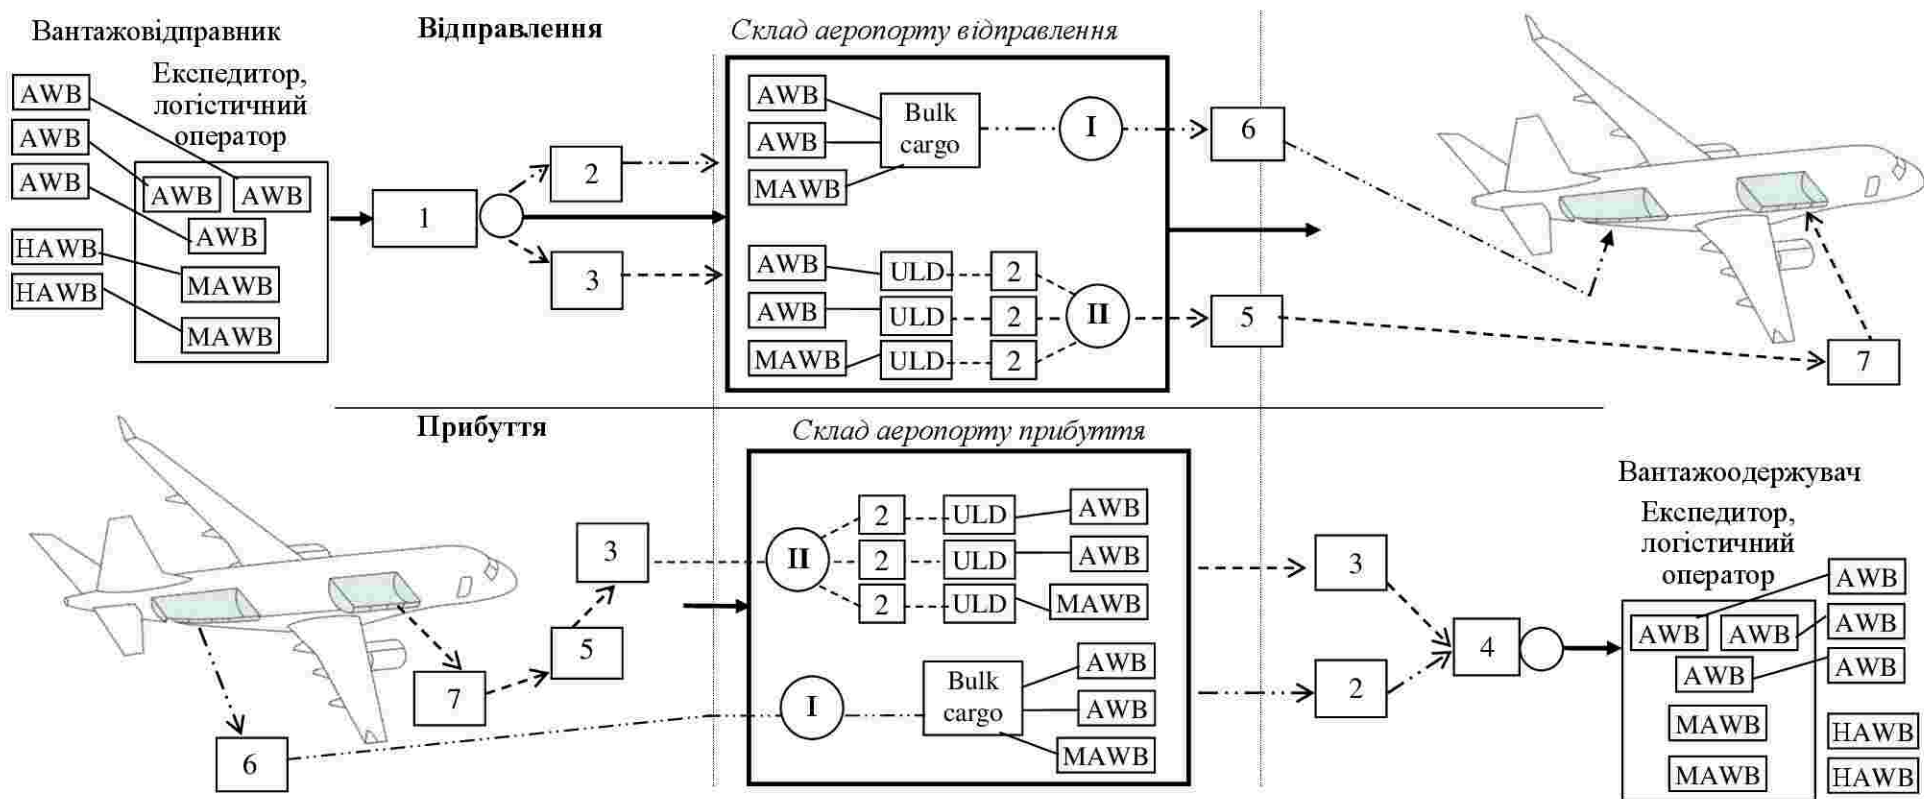 Вантажовідправник
Відправлення
Склад аеропорту відправлення
Експедитор,
логістичний
оператор
AWB
AWB
AWB
HAWB
HAWB
AWB
AWB
AWB
MAWB
MAWB
1
2
3
AWB
AWB
MAWB
Bulk
cargo
I
6
AWB
ULD
2
AWB
ULD
2
MAWB
ULD
2
II
5
7
Прибуття
Склад аеропорту прибуття
6
7
5
3
II
2
ULD
AWB
2
ULD
AWB
2
ULD
MAWB
I
Bulk
cargo
AWB
AWB
MAWB
3
2
4
Вантажоодержувач
Експедитор,
логістичний
оператор
AWB
AWB
AWB
MAWB
MAWB
AWB
AWB
AWB
HAWB
HAWB